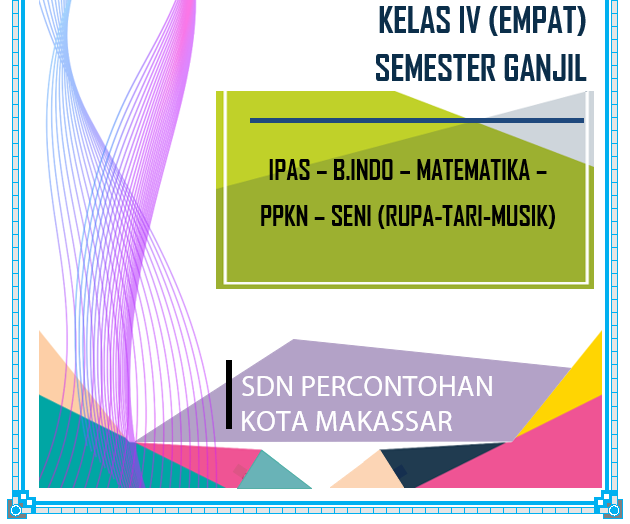 KELAS IV (EMPAT)
SEMESTER GANJIL
IPAS – B.INDO – MATEMATIKA –
PPKN – SENI (RUPA-TARI-MUSIK)
SDN PERCONTOHAN
KOTA MAKASSAR